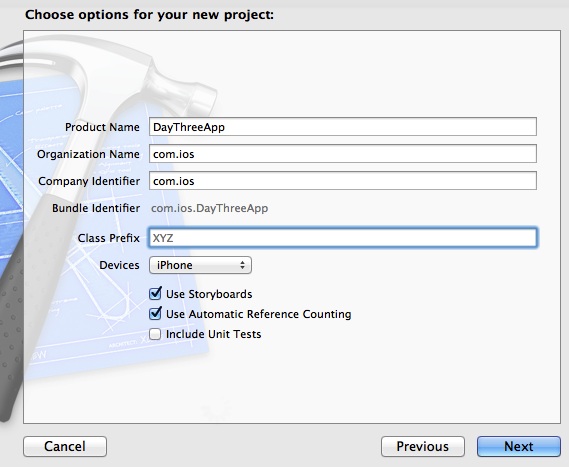 Choose options for your new project:
Product Name DayThreeApp
Organization Name com.ios
Company Identifier com.ios
Bundle Identifier com.ios.DayThreeApp
Class Prefix XYZ
Devices iPhone
Use Storyboards
Use Automatic Reference Counting
Include Unit Tests
Cancel Previous Next